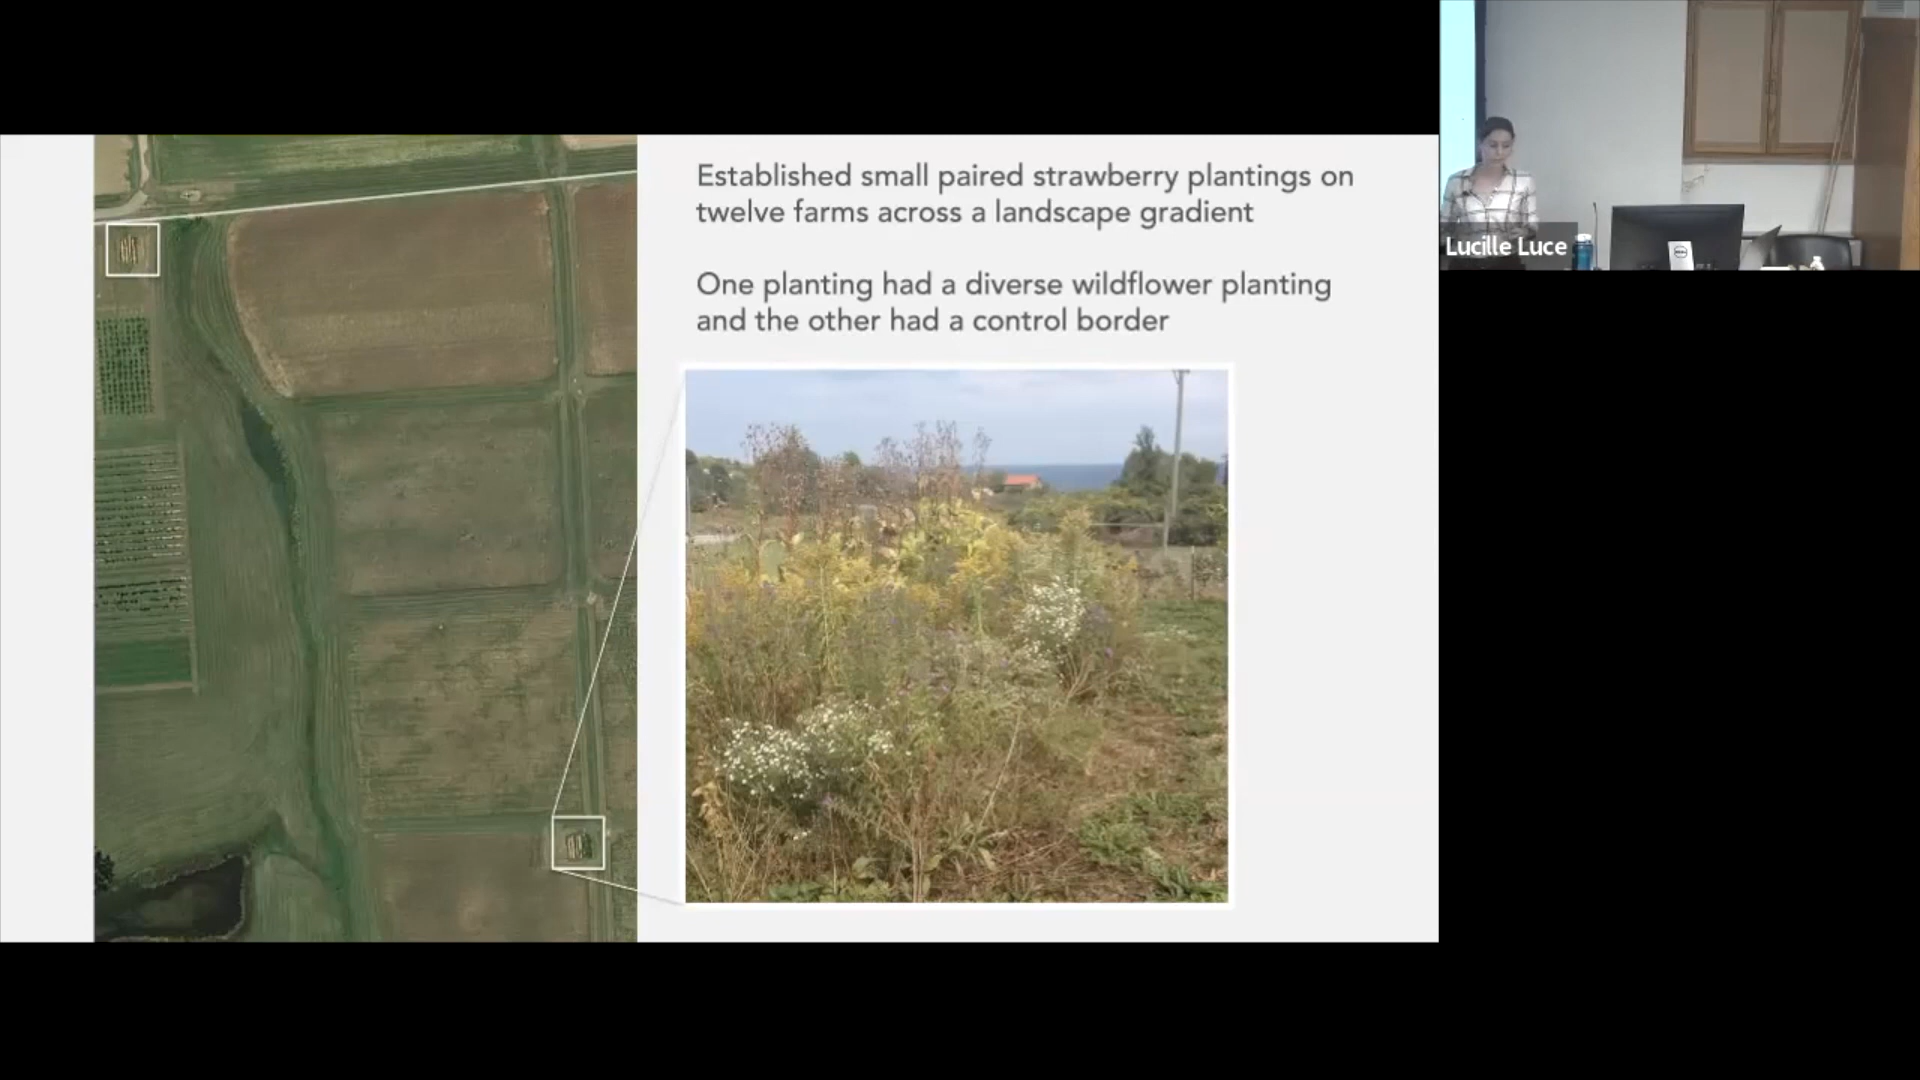 Established small paired strawberry plantings on
twelve farms across a landscape gradient
One planting had a diverse wildflower planting
and the other had a control border
Lucille Luce